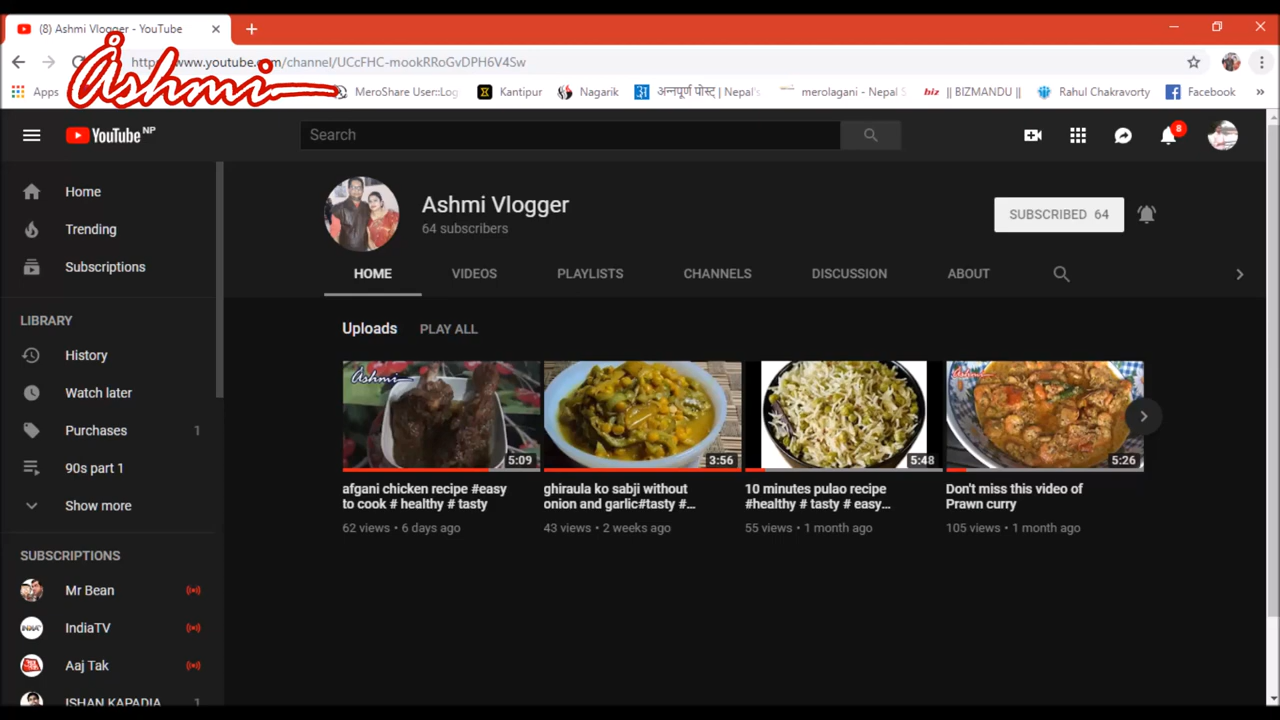 (8) Ashmi Vlogger - YouTube
www.youtube.com/channel/UCcFHC-mookRRoGvDPH6V4Sw
Åshmi
Apps
MeroShare User::Log
Kantipur
Nagarik
अन्नपूर्ण पोस्ट् | Nepal's
merolagani - Nepal S
biz || BIZMANDU ||
Rahul Chakravorty
Facebook
»
YouTube NP
Search
8
Home
Trending
Subscriptions
LIBRARY
History
Watch later
Purchases 1
90s part 1
Show more
SUBSCRIPTIONS
Mr Bean
IndiaTV
Aaj Tak
ISHAN KAPADIA 1
Ashmi Vlogger
64 subscribers
SUBSCRIBED 64
HOME VIDEOS PLAYLISTS CHANNELS DISCUSSION ABOUT
Uploads PLAY ALL
Åshmi
5:09
afgani chicken recipe #easy
to cook # healthy # tasty
62 views • 6 days ago
3:56
ghiraula ko sabji without
onion and garlic#tasty #...
43 views • 2 weeks ago
5:48
10 minutes pulao recipe
#healthy # tasty # easy...
55 views • 1 month ago
Åshmi
5:26
Don't miss this video of
Prawn curry
105 views • 1 month ago